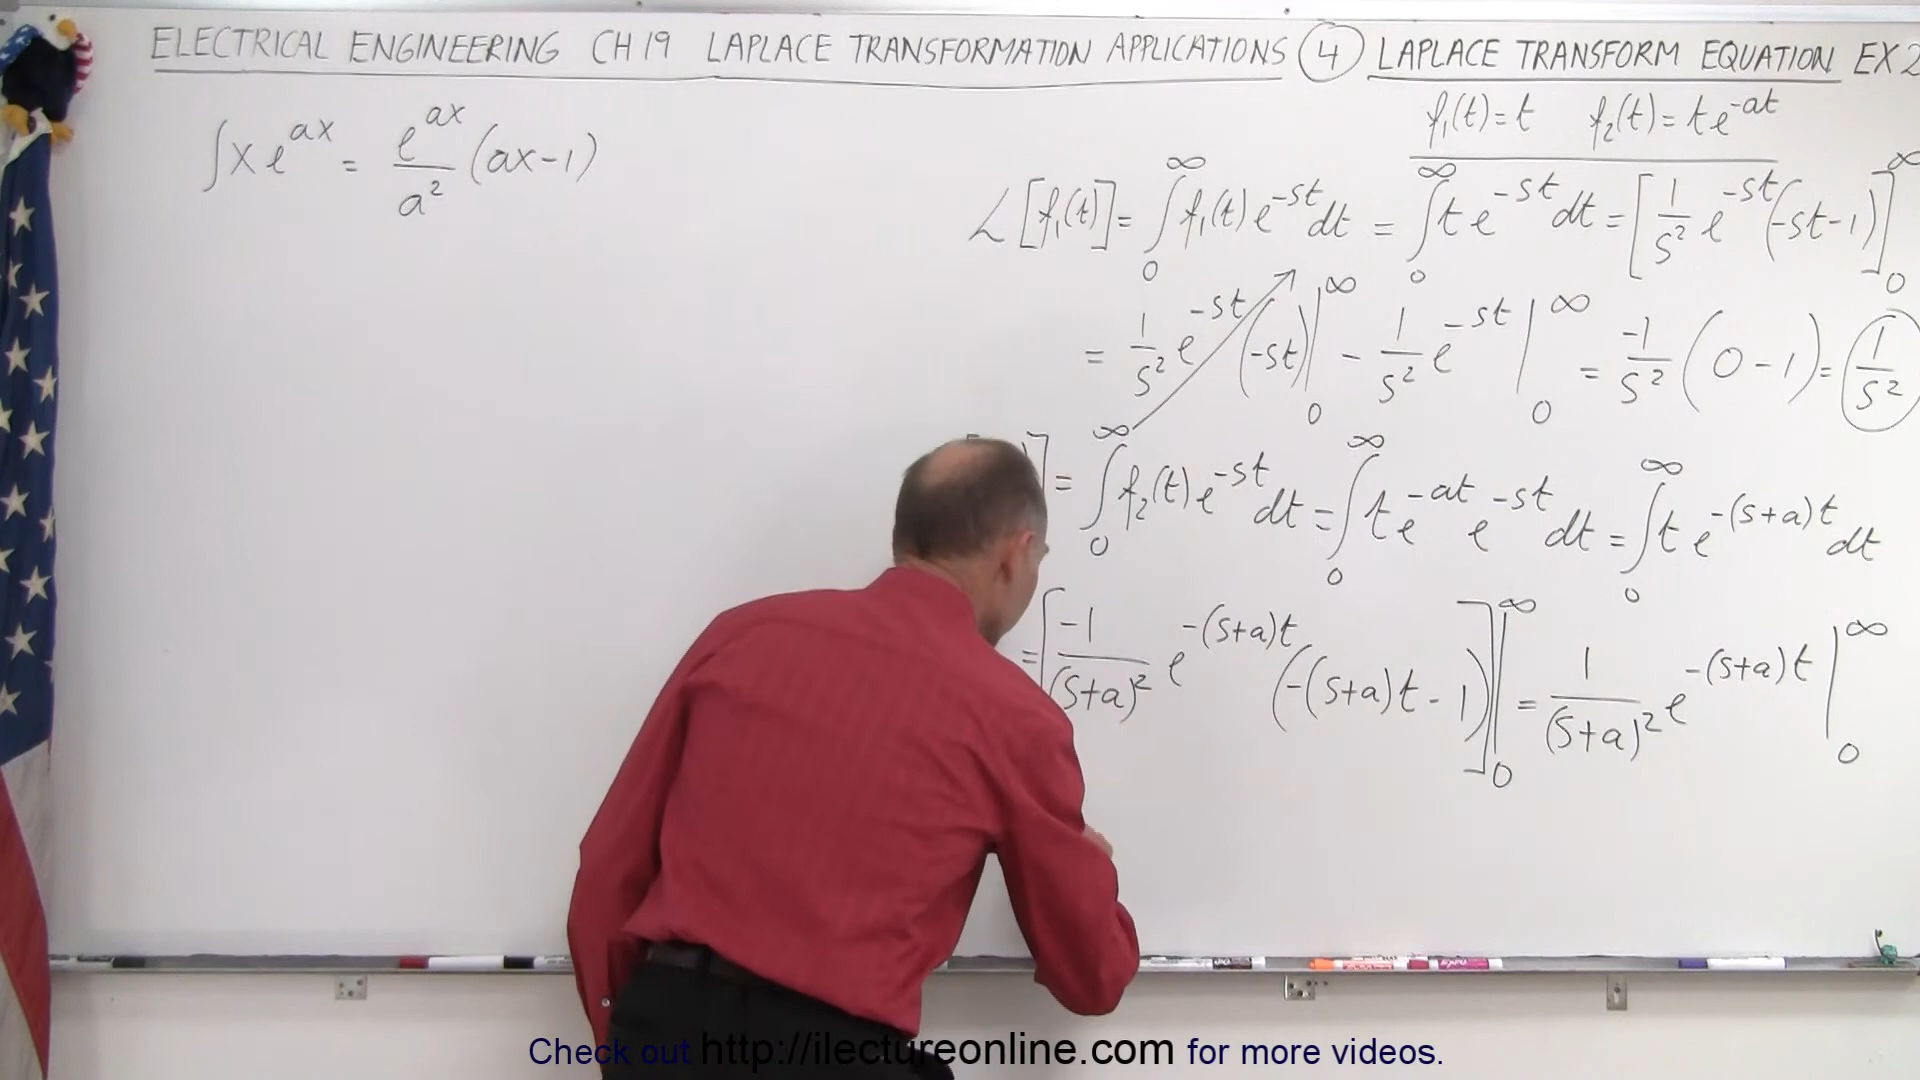 ELECTRICAL ENGINEERING CH 19 LAPLACE TRANSFORMATION APPLICATIONS ④ LAPLACE TRANSFORM EQUATION EX 2
f₁(t)=t f₂(t)=te^-at
∫xe^ax = e^ax/a² (ax-1)
L[f₁(t)] = ∫₀^∞ f₁(t)e^-st dt = ∫₀^∞ te^-st dt = [1/s² e^-st (-st-1)]₀^∞
= 1/s² e^-st (-st)|₀^∞ - 1/s² e^-st |₀^∞ = -1/s² (0-1) = 1/s²
] = ∫₀^∞ f₂(t)e^-st dt = ∫₀^∞ te^-at e^-st dt = ∫₀^∞ te^-(s+a)t dt
= [-1/(s+a)² e^-(s+a)t (-(s+a)t-1)]|₀^∞ = 1/(s+a)² e^-(s+a)t |₀^∞
Check out http://ilectureonline.com for more videos.